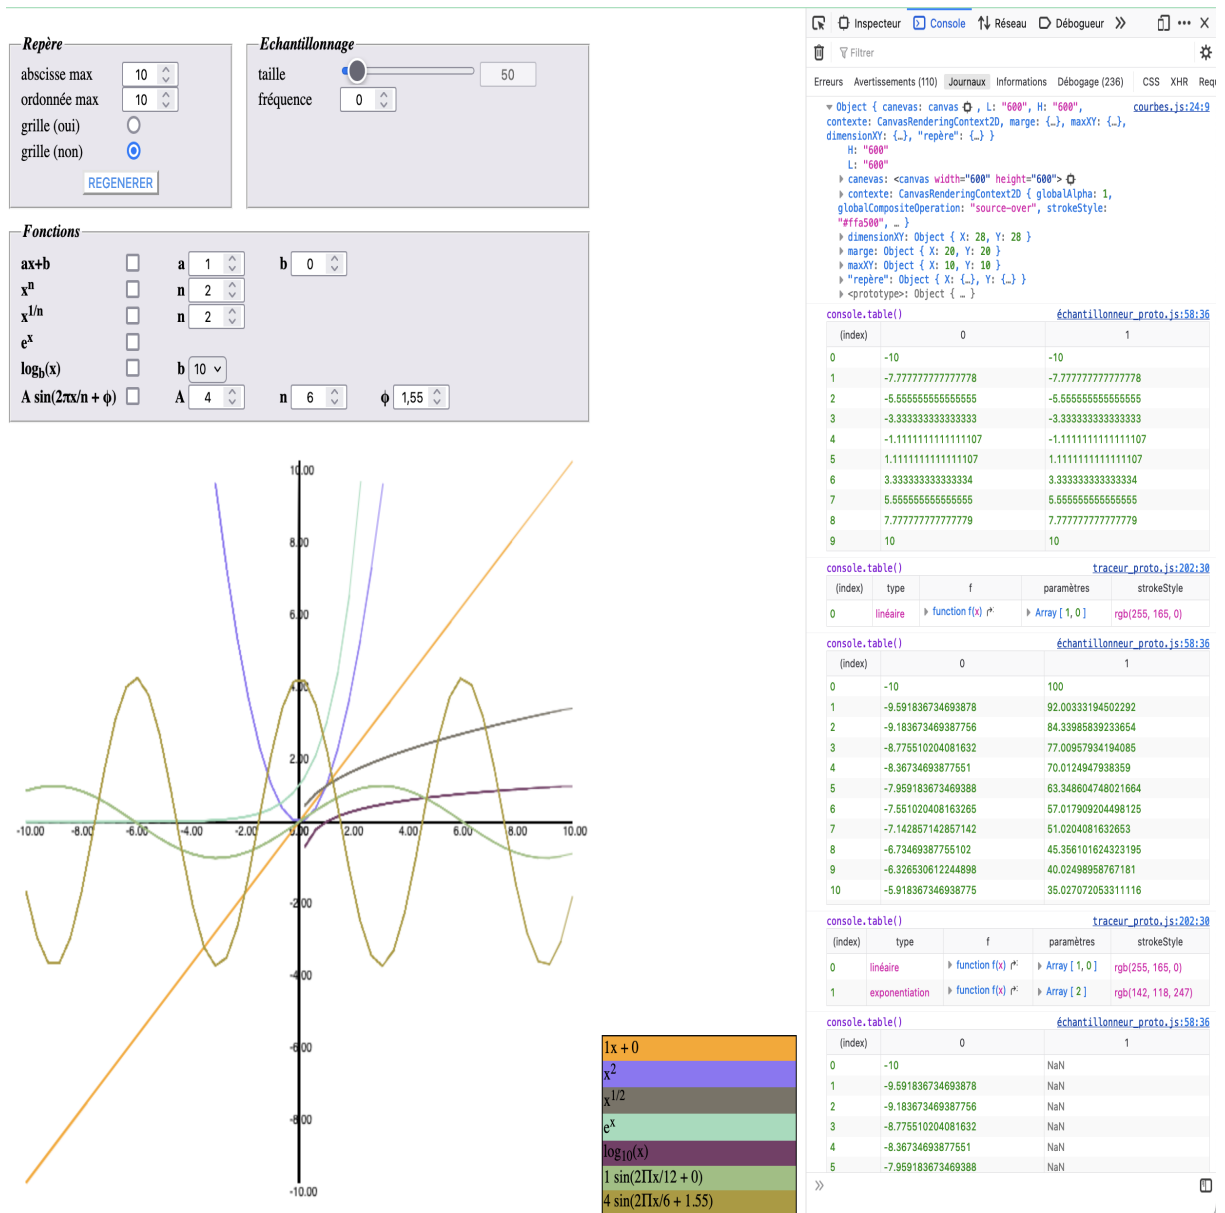 Repère
abscisse max 10
ordonnée max 10
grille (oui)
grille (non)
REGENERER
Echantillonnage
taille 50
fréquence 0
Fonctions
ax+b a 1 b 0
xⁿ n 2
x^1/n n 2
eˣ
log_b(x) b 10
A sin(2πx/n + ϕ) A 4 n 6 ϕ 1,55
10.00
8.00
6.00
4.00
2.00
-10.00 -8.00 -6.00 -4.00 -2.00 0.00 2.00 4.00 6.00 8.00 10.00
-2.00
-4.00
-6.00
-8.00
-10.00
1x + 0
x²
x^1/2
eˣ
log₁₀(x)
1 sin(2Πx/12 + 0)
4 sin(2Πx/6 + 1.55)
Inspecteur Console Réseau Débogueur
Filtrer
Erreurs Avertissements (110) Journaux Informations Débogage (236) CSS XHR Requ
Object { canevas: canvas , L: "600", H: "600", courbes.js:24:9
contexte: CanvasRenderingContext2D, marge: {…}, maxXY: {…},
dimensionXY: {…}, "repère": {…} }
H: "600"
L: "600"
canevas: <canvas width="600" height="600">
contexte: CanvasRenderingContext2D { globalAlpha: 1,
globalCompositeOperation: "source-over", strokeStyle:
"#ffa500", … }
dimensionXY: Object { X: 28, Y: 28 }
marge: Object { X: 20, Y: 20 }
maxXY: Object { X: 10, Y: 10 }
"repère": Object { X: {…}, Y: {…} }
<prototype>: Object { … }
console.table() échantillonneur_proto.js:58:36
(index) 0 1
0 -10 -10
1 -7.777777777777778 -7.777777777777778
2 -5.555555555555555 -5.555555555555555
3 -3.333333333333333 -3.333333333333333
4 -1.1111111111111107 -1.1111111111111107
5 1.1111111111111107 1.1111111111111107
6 3.333333333333334 3.333333333333334
7 5.555555555555555 5.555555555555555
8 7.777777777777779 7.777777777777779
9 10 10
console.table() traceur_proto.js:202:30
(index) type f paramètres strokeStyle
0 linéaire function f(x) Array [ 1, 0 ] rgb(255, 165, 0)
console.table() échantillonneur_proto.js:58:36
(index) 0 1
0 -10 100
1 -9.591836734693878 92.00333194502292
2 -9.183673469387756 84.33985839233654
3 -8.775510204081632 77.00957934194085
4 -8.36734693877551 70.0124947938359
5 -7.959183673469388 63.348604748021664
6 -7.551020408163265 57.017909204498125
7 -7.142857142857142 51.0204081632653
8 -6.73469387755102 45.356101624323195
9 -6.326530612244898 40.02498958767181
10 -5.918367346938775 35.027072053311116
console.table() traceur_proto.js:202:30
(index) type f paramètres strokeStyle
0 linéaire function f(x) Array [ 1, 0 ] rgb(255, 165, 0)
1 exponentiation function f(x) Array [ 2 ] rgb(142, 118, 247)
console.table() échantillonneur_proto.js:58:36
(index) 0 1
0 -10 NaN
1 -9.591836734693878 NaN
2 -9.183673469387756 NaN
3 -8.775510204081632 NaN
4 -8.36734693877551 NaN
5 -7.959183673469388 NaN